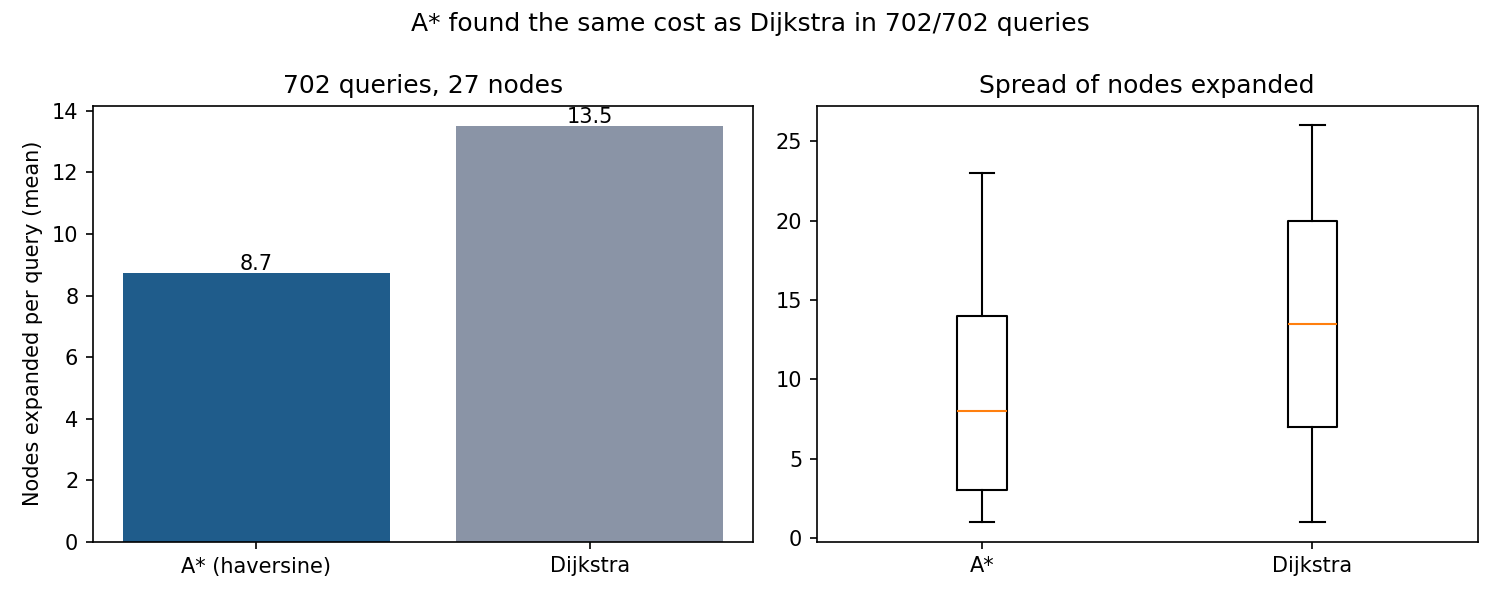 A* found the same cost as Dijkstra in 702/702 queries
702 queries, 27 nodes
Nodes expanded per query (mean)
14
12
10
8
6
4
2
0
8.7
13.5
A* (haversine)
Dijkstra
Spread of nodes expanded
25
20
15
10
5
0
A*
Dijkstra